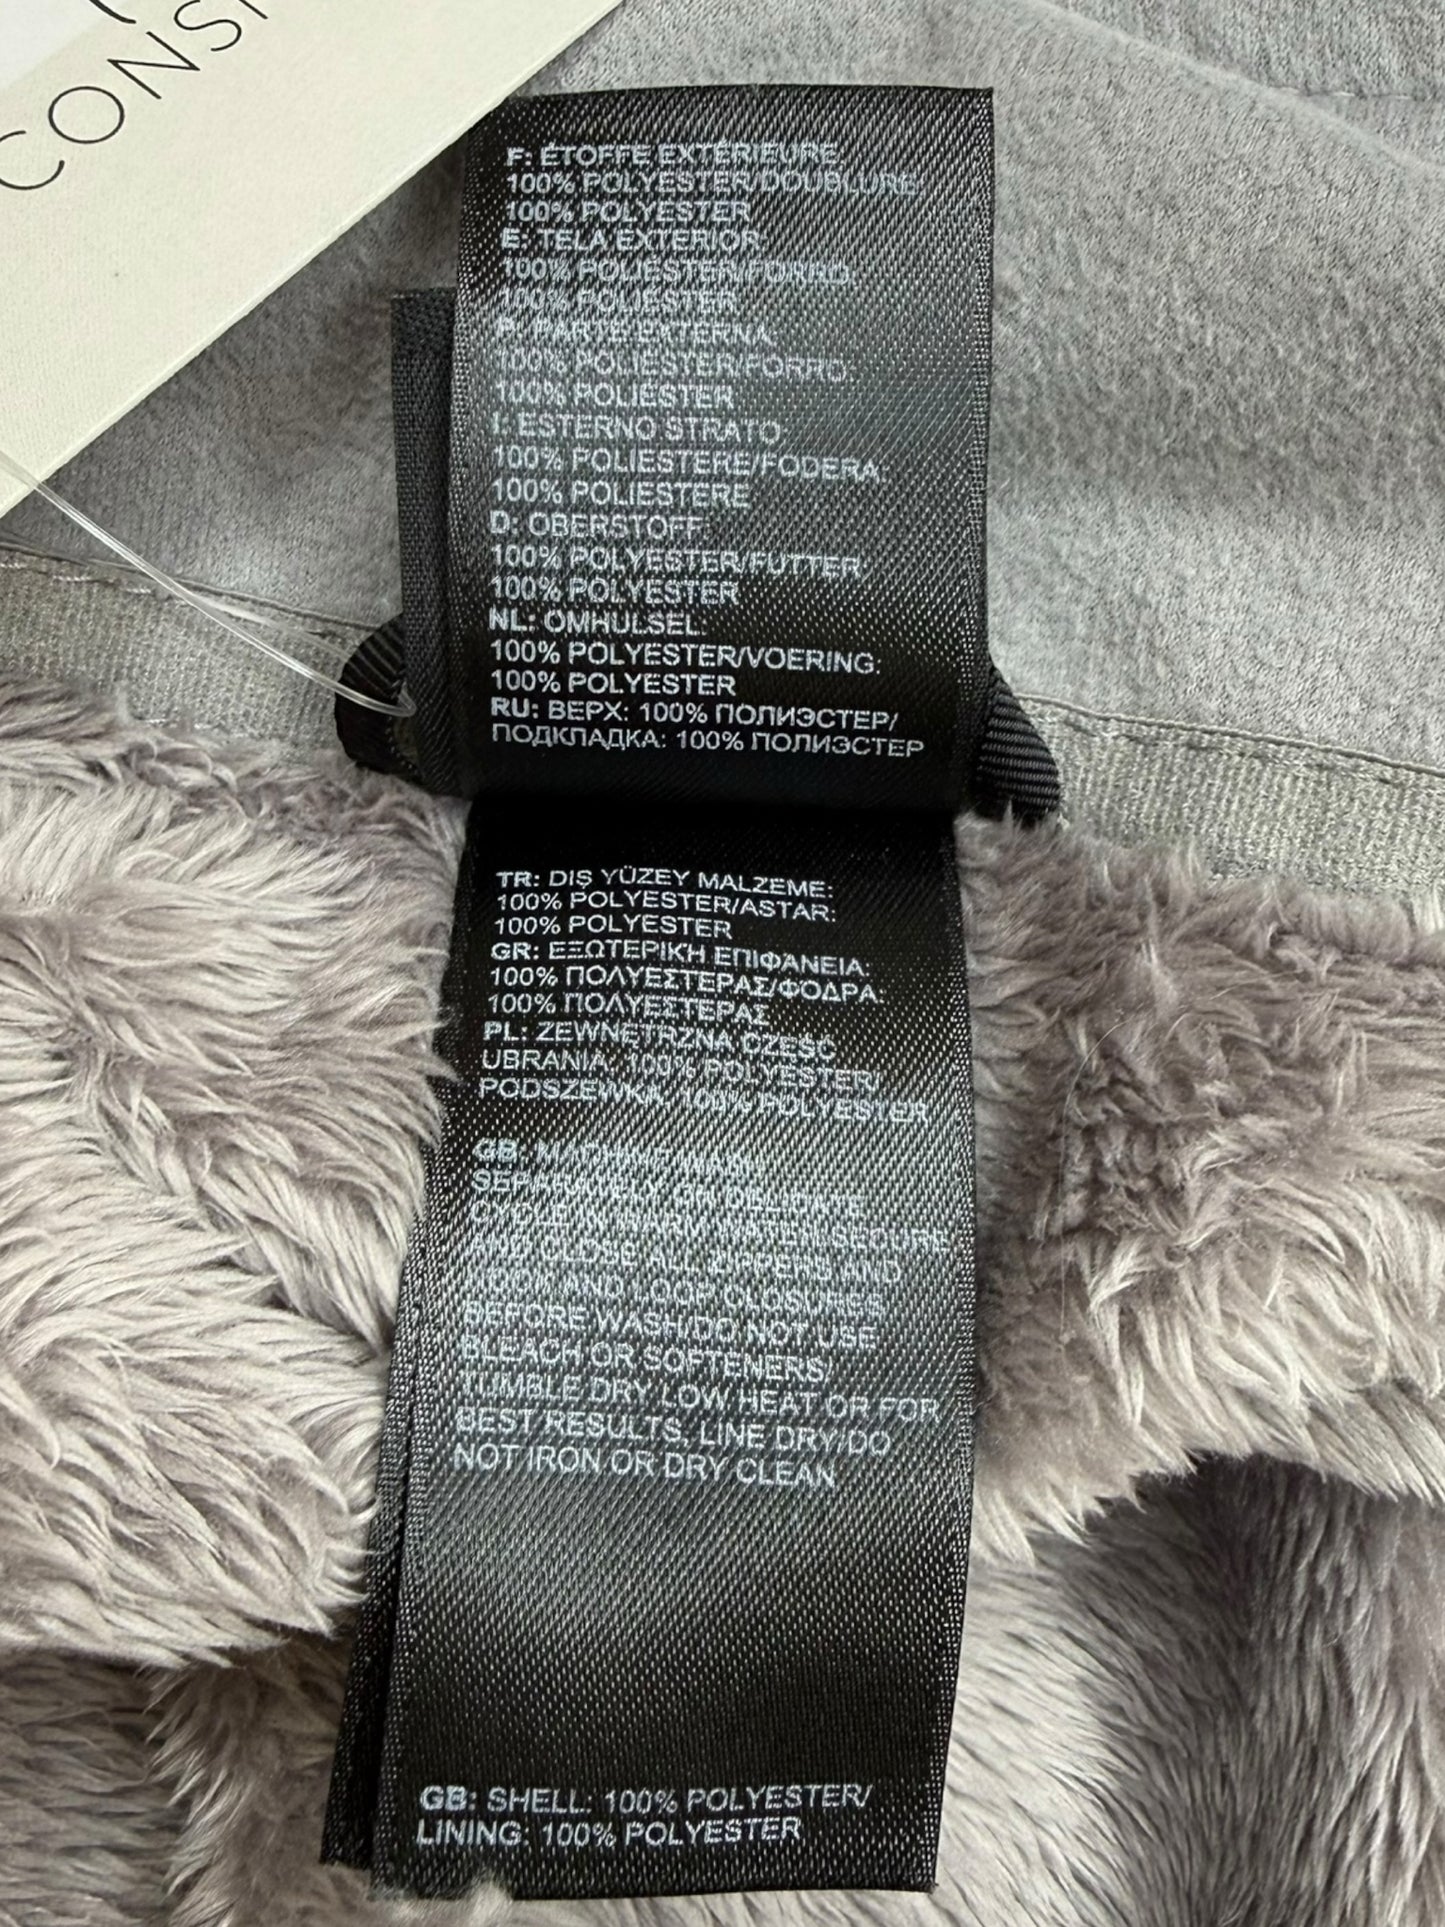 CONS
F: ÉTOFFE EXTÉRIEURE:
100% POLYESTER/DOUBLURE:
100% POLYESTER
E: TELA EXTERIOR:
100% POLIÉSTER/FORRO:
100% POLIÉSTER
P: PARTE EXTERNA
100% POLIÉSTER/FORRO:
100% POLIÉSTER
I: ESTERNO STRATO:
100% POLIESTERE/FODERA:
100% POLIESTERE
D: OBERSTOFF:
100% POLYESTER/FUTTER
100% POLYESTER
NL: OMHULSEL:
100% POLYESTER/VOERING:
100% POLYESTER
RU: ВЕРХ: 100% ПОЛИЭСТЕР/
ПОДКЛАДКА: 100% ПОЛИЭСТЕР
TR: DIŞ YÜZEY MALZEME:
100% POLYESTER/ASTAR:
100% POLYESTER
GR: ΕΞΩΤΕΡΙΚΗ ΕΠΙΦΑΝΕΙΑ:
100% ΠΟΛΥΕΣΤΕΡΑΣ/ΦΟΔΡΑ:
100% ΠΟΛΥΕΣΤΕΡΑΣ
PL: ZEWNĘTRZNA CZĘŚĆ
UBRANIA: 100% POLYESTER/
PODSZEWKA: 100% POLYESTER
GB: MACHINE WASH
SEPARATELY ON DELICATE
CYCLE IN WARM WATER/SECURE
AND CLOSE ALL ZIPPERS AND
HOOK AND LOOP CLOSURES
BEFORE WASH/DO NOT USE
BLEACH OR SOFTENERS/
TUMBLE DRY LOW HEAT OR FOR
BEST RESULTS, LINE DRY/DO
NOT IRON OR DRY CLEAN
GB: SHELL: 100% POLYESTER/
LINING: 100% POLYESTER